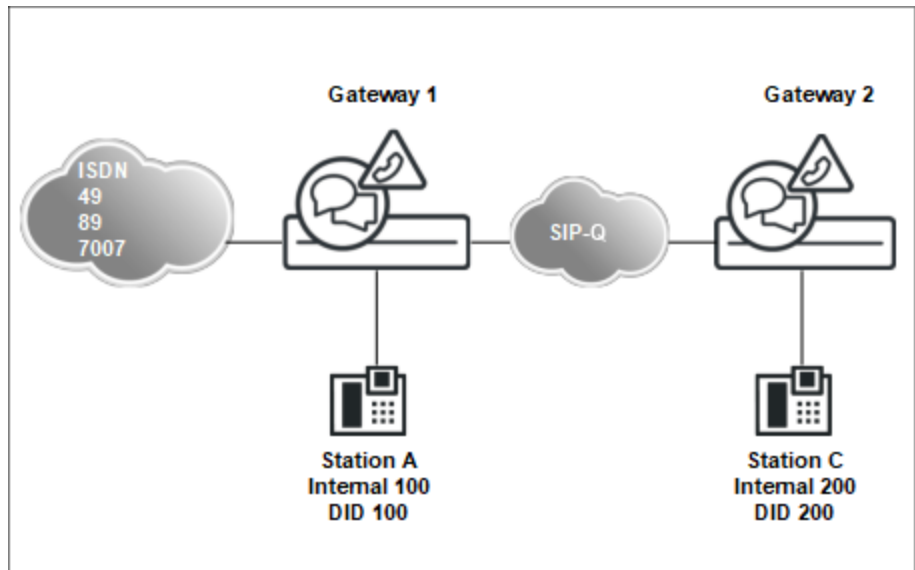 Gateway 1
Gateway 2
ISDN
49
89
7007
SIP-Q
Station A
Internal 100
DID 100
Station C
Internal 200
DID 200